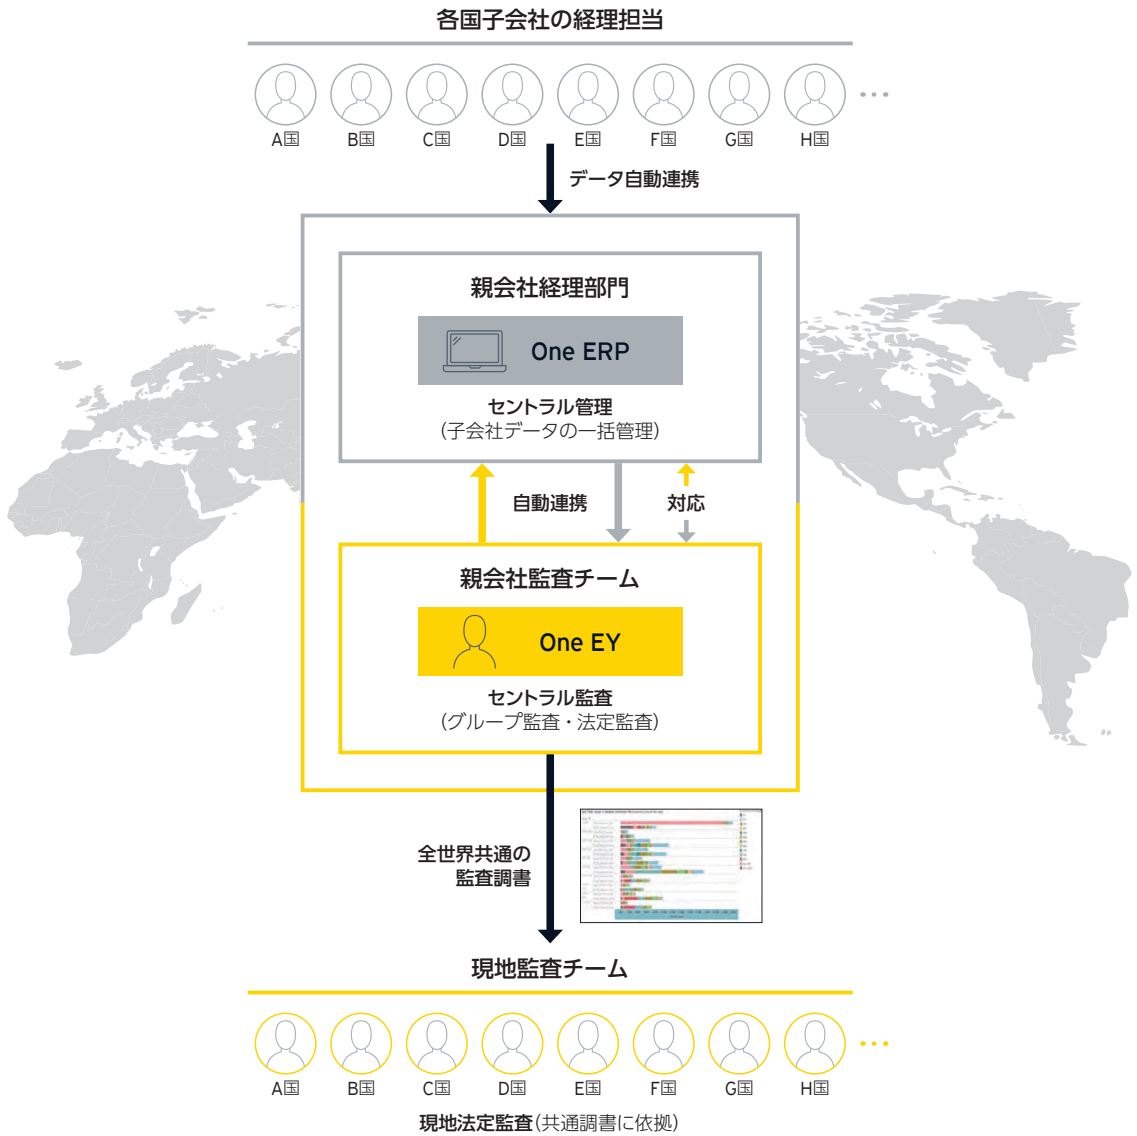 各国子会社の経理担当
A国 B国 C国 D国 E国 F国 G国 H国 ...
データ自動連携
親会社経理部門
One ERP
セントラル管理
(子会社データの一括管理)
自動連携 対応
親会社監査チーム
One EY
セントラル監査
(グループ監査・法定監査)
全世界共通の
監査調書
現地監査チーム
A国 B国 C国 D国 E国 F国 G国 H国 ...
現地法定監査(共通調書に依拠)